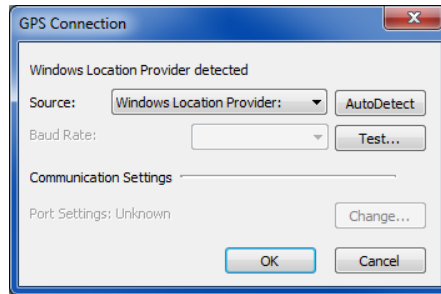 GPS Connection
Windows Location Provider detected
Source: Windows Location Provider: AutoDetect
Baud Rate: Test...
Communication Settings
Port Settings: Unknown Change...
OK Cancel